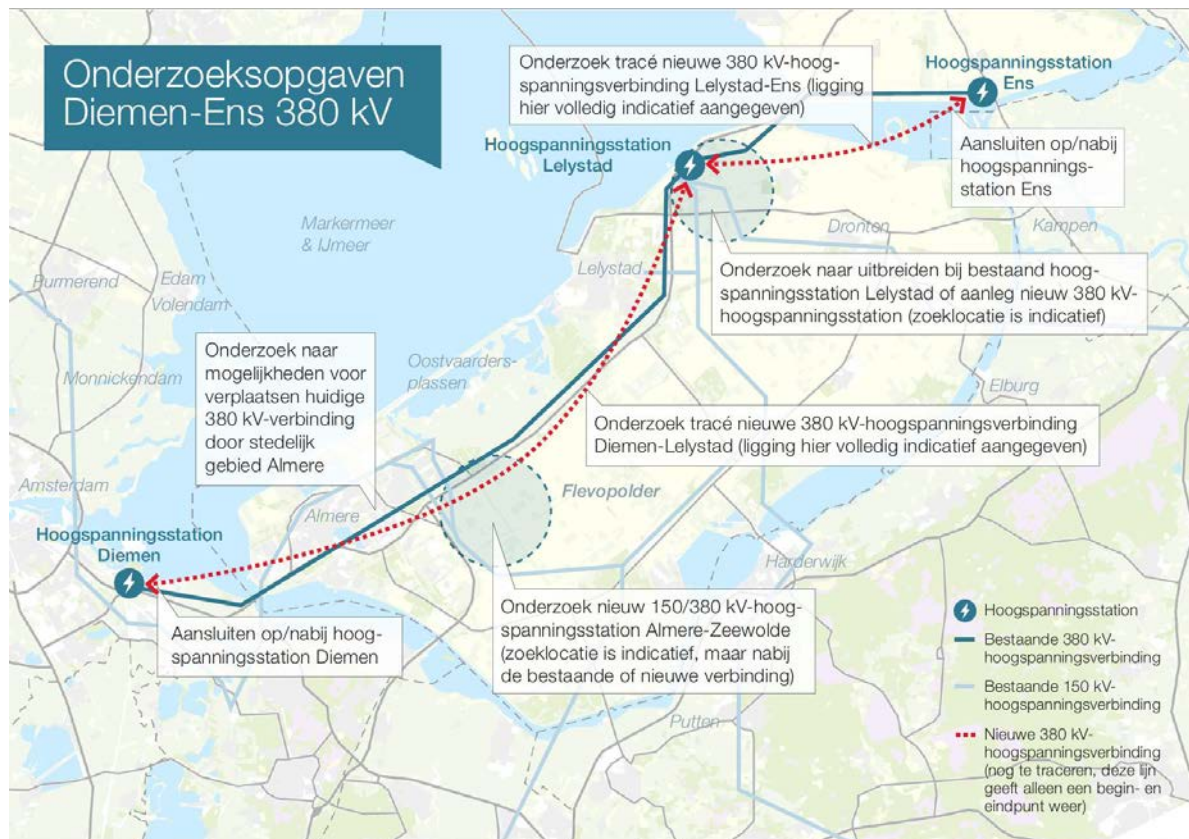 Onderzoeksopgaven
Diemen-Ens 380 kV
Onderzoek tracé nieuwe 380 kV-hoog-
spanningsverbinding Lelystad-Ens (ligging
hier volledig indicatief aangegeven)
Hoogspanningsstation
Ens
Hoogspanningsstation
Lelystad
Aansluiten op/nabij
hoogspannings-
station Ens
Markermeer
& IJmeer
Dronten
Kampen
Purmerend
Edam
Volendam
Lelystad
Onderzoek naar uitbreiden bij bestaand hoog-
spanningsstation Lelystad of aanleg nieuw 380 kV-
hoogspanningsstation (zoeklocatie is indicatief)
Onderzoek naar
mogelijkheden voor
verplaatsen huidige
380 kV-verbinding
door stedelijk
gebied Almere
Oostvaarders-
plassen
Monnickendam
Elburg
Onderzoek tracé nieuwe 380 kV-hoogspanningsverbinding
Diemen-Lelystad (ligging hier volledig indicatief aangegeven)
Amsterdam
Flevopolder
Almere
Hoogspanningsstation
Diemen
Harderwijk
Aansluiten op/nabij hoog-
spanningsstation Diemen
Onderzoek nieuw 150/380 kV-hoog-
spanningsstation Almere-Zeewolde
(zoeklocatie is indicatief, maar nabij
de bestaande of nieuwe verbinding)
Putten
Hoogspanningsstation
Bestaande 380 kV-
hoogspanningsverbinding
Bestaande 150 kV-
hoogspanningsverbinding
Nieuwe 380 kV-
hoogspanningsverbinding
(nog te traceren, deze lijn
geeft alleen een begin- en
eindpunt weer)